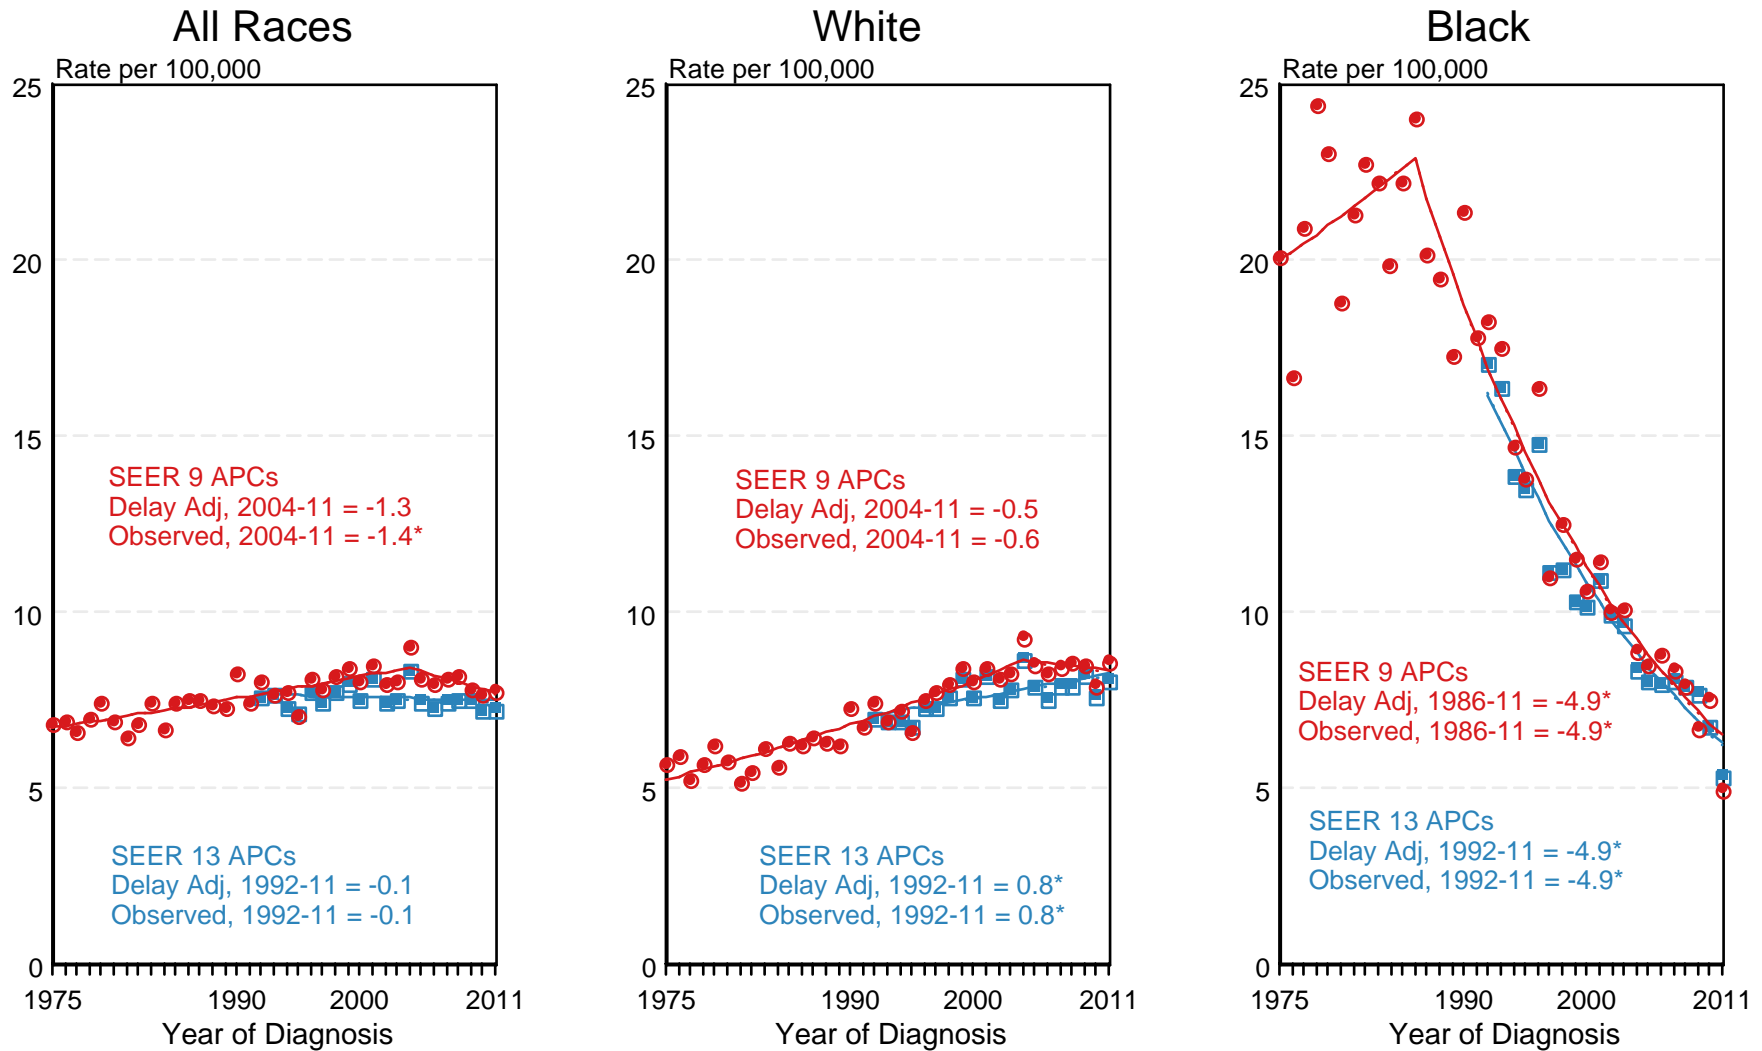 All Races
Rate per 100,000
25
20
15
10
5
0
SEER 9 APCs
Delay Adj, 2004-11 = -1.3
Observed, 2004-11 = -1.4*
SEER 13 APCs
Delay Adj, 1992-11 = -0.1
Observed, 1992-11 = -0.1
1975 1990 2000 2011
Year of Diagnosis
White
Rate per 100,000
25
20
15
10
5
0
SEER 9 APCs
Delay Adj, 2004-11 = -0.5
Observed, 2004-11 = -0.6
SEER 13 APCs
Delay Adj, 1992-11 = 0.8*
Observed, 1992-11 = 0.8*
1975 1990 2000 2011
Year of Diagnosis
Black
Rate per 100,000
25
20
15
10
5
0
SEER 9 APCs
Delay Adj, 1986-11 = -4.9*
Observed, 1986-11 = -4.9*
SEER 13 APCs
Delay Adj, 1992-11 = -4.9*
Observed, 1992-11 = -4.9*
1975 1990 2000 2011
Year of Diagnosis